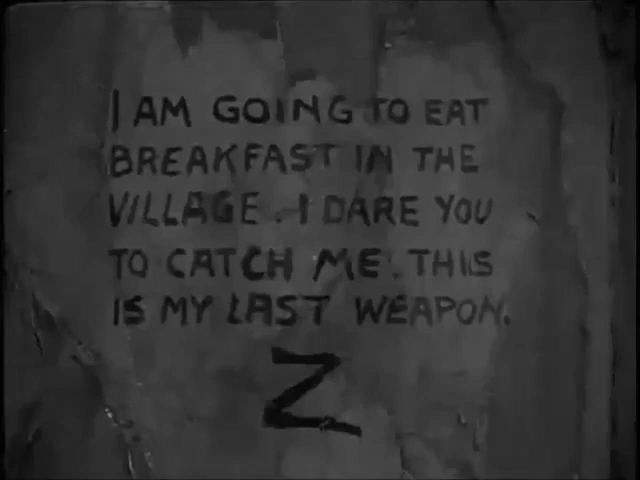 I AM GOING TO EAT
BREAKFAST IN THE
VILLAGE. I DARE YOU
TO CATCH ME. THIS
IS MY LAST WEAPON.
Z